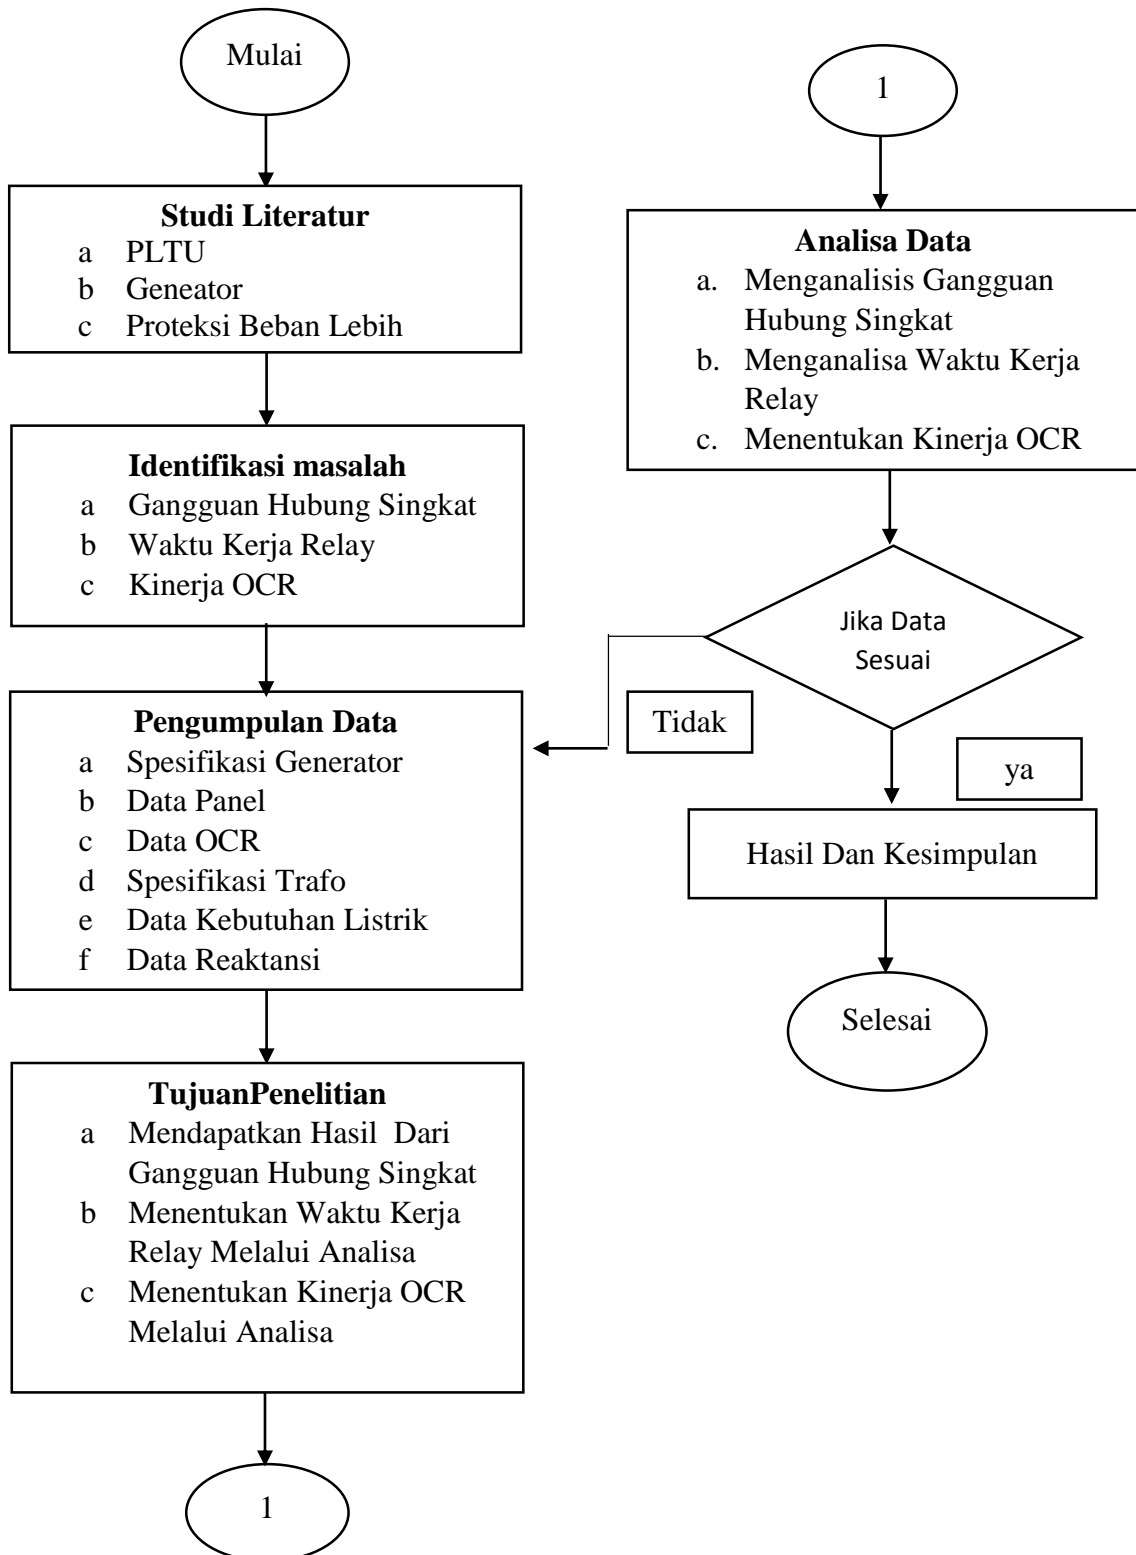 Mulai
Studi Literatur
a PLTU
b Geneator
c Proteksi Beban Lebih
Identifikasi masalah
a Gangguan Hubung Singkat
b Waktu Kerja Relay
c Kinerja OCR
Pengumpulan Data
a Spesifikasi Generator
b Data Panel
c Data OCR
d Spesifikasi Trafo
e Data Kebutuhan Listrik
f Data Reaktansi
TujuanPenelitian
a Mendapatkan Hasil Dari
Gangguan Hubung Singkat
b Menentukan Waktu Kerja
Relay Melalui Analisa
c Menentukan Kinerja OCR
Melalui Analisa
1
1
Analisa Data
a. Menganalisis Gangguan
Hubung Singkat
b. Menganalisa Waktu Kerja
Relay
c. Menentukan Kinerja OCR
Jika Data
Sesuai
Tidak
ya
Hasil Dan Kesimpulan
Selesai